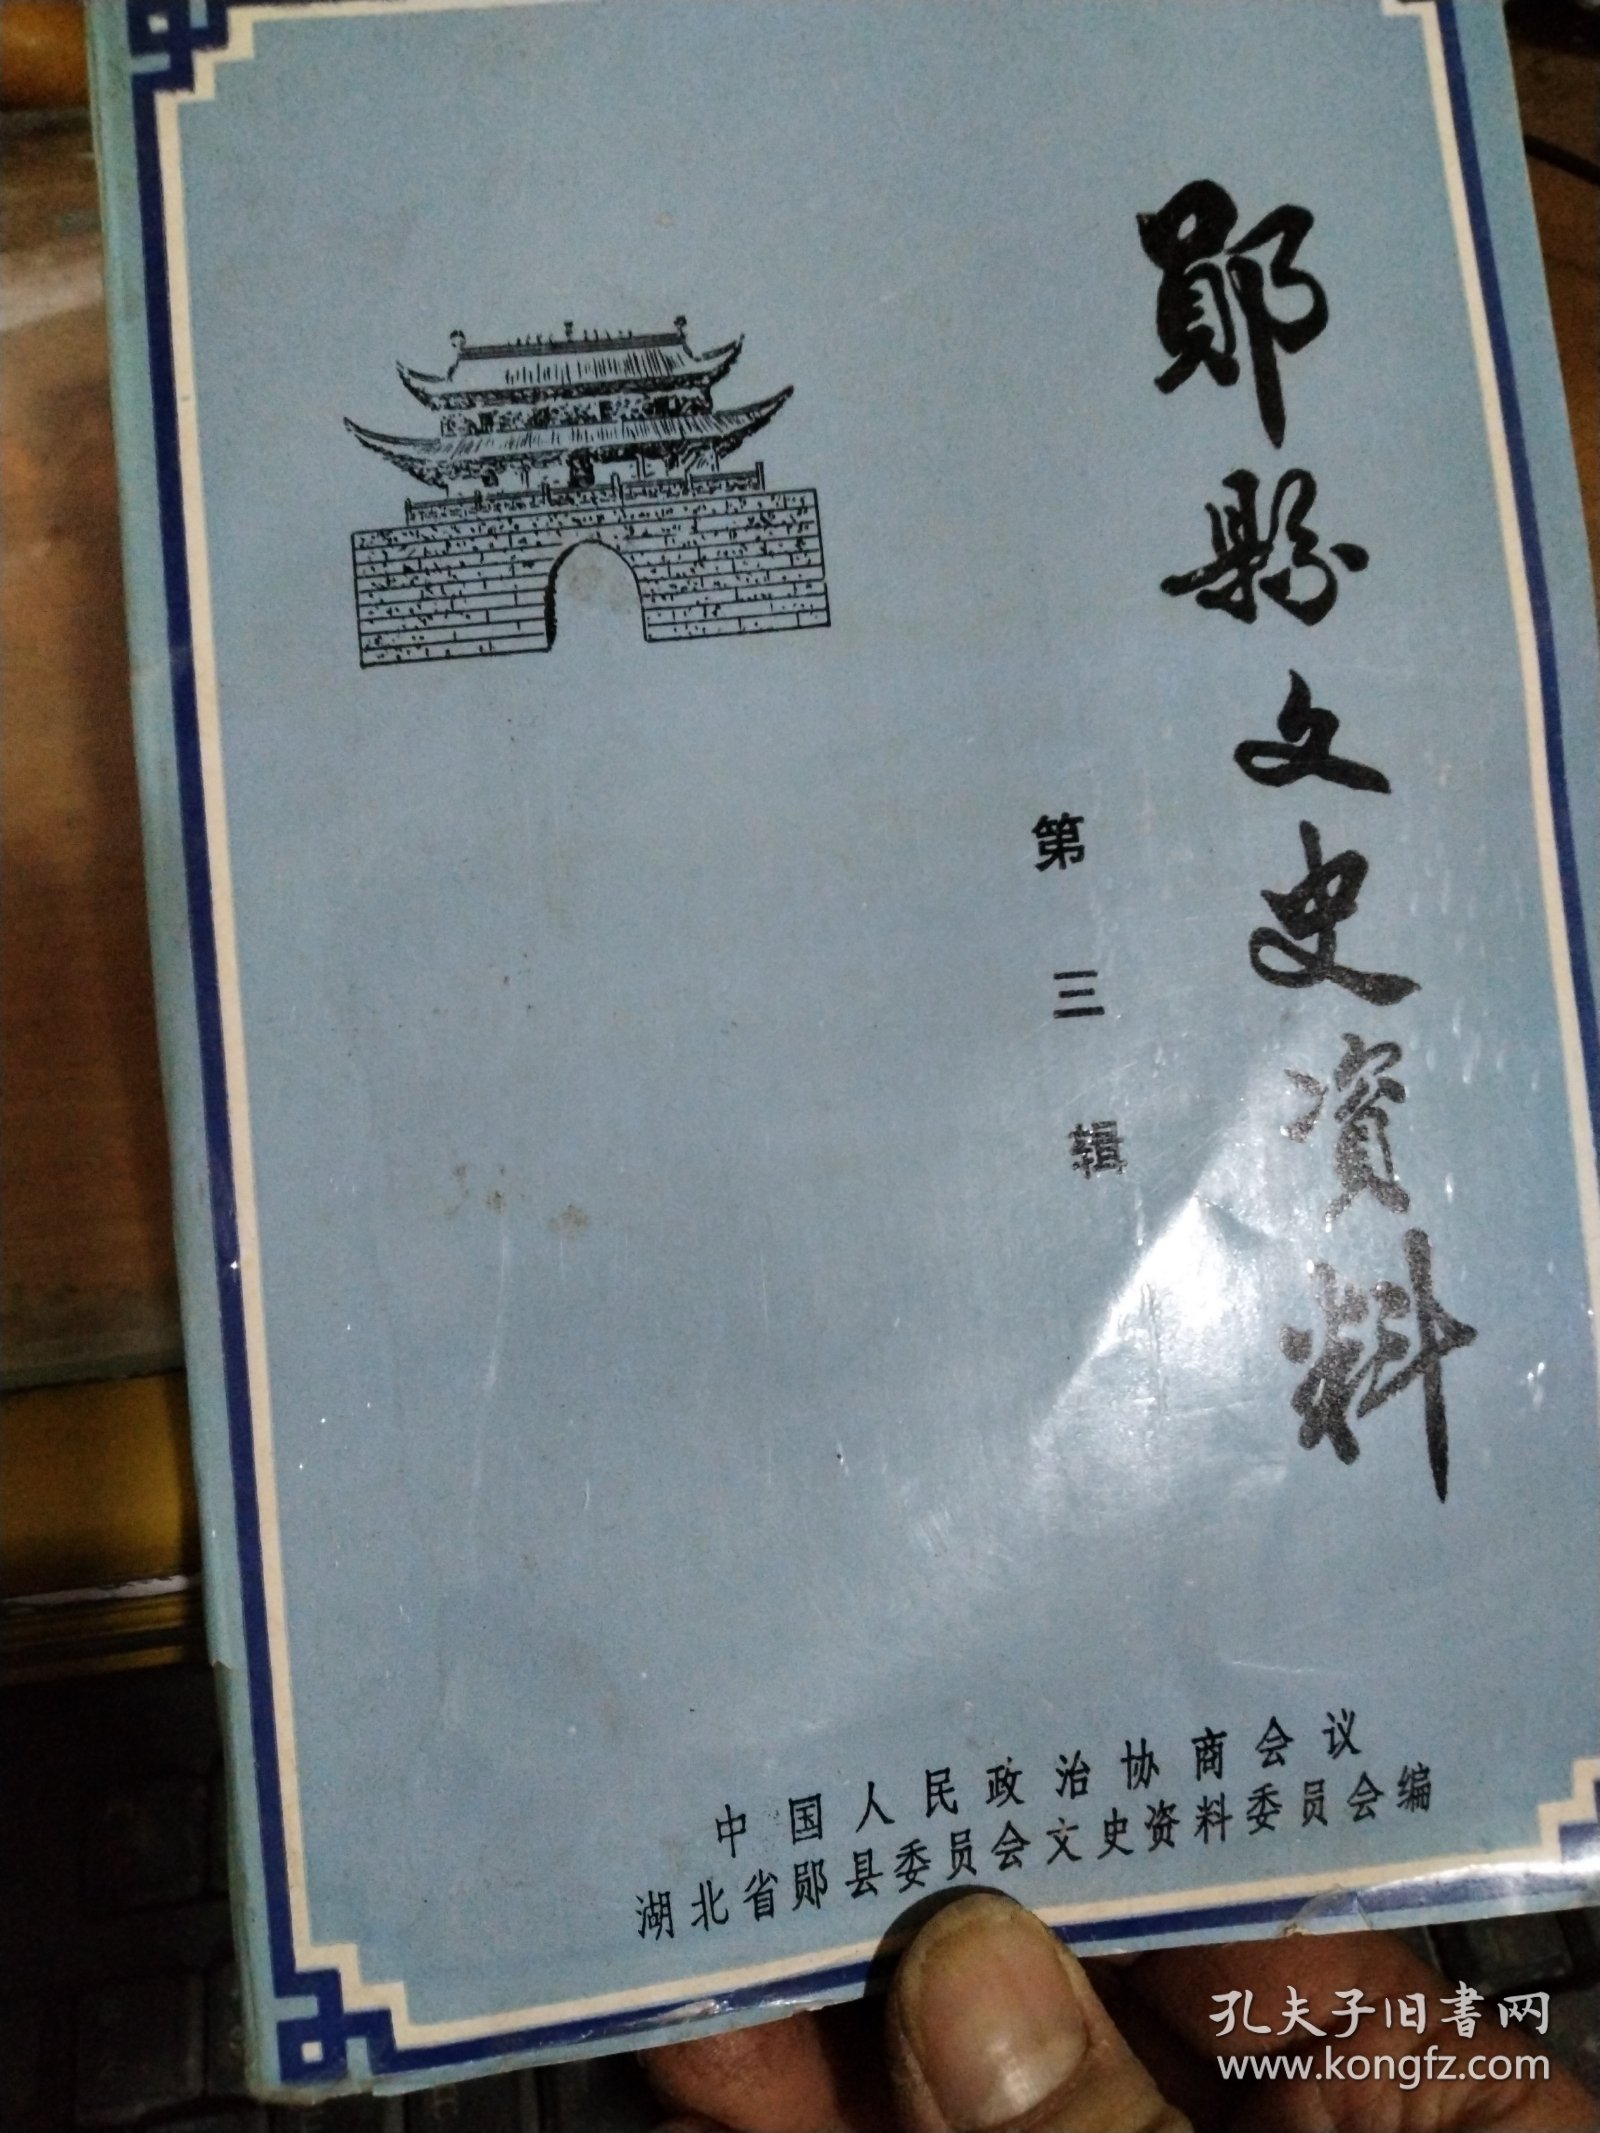 鄖縣文史資料
第三辑
中国人民政治协商会议
湖北省郧县委员会文史资料委员会编
孔夫子旧書网
www.kongfz.com